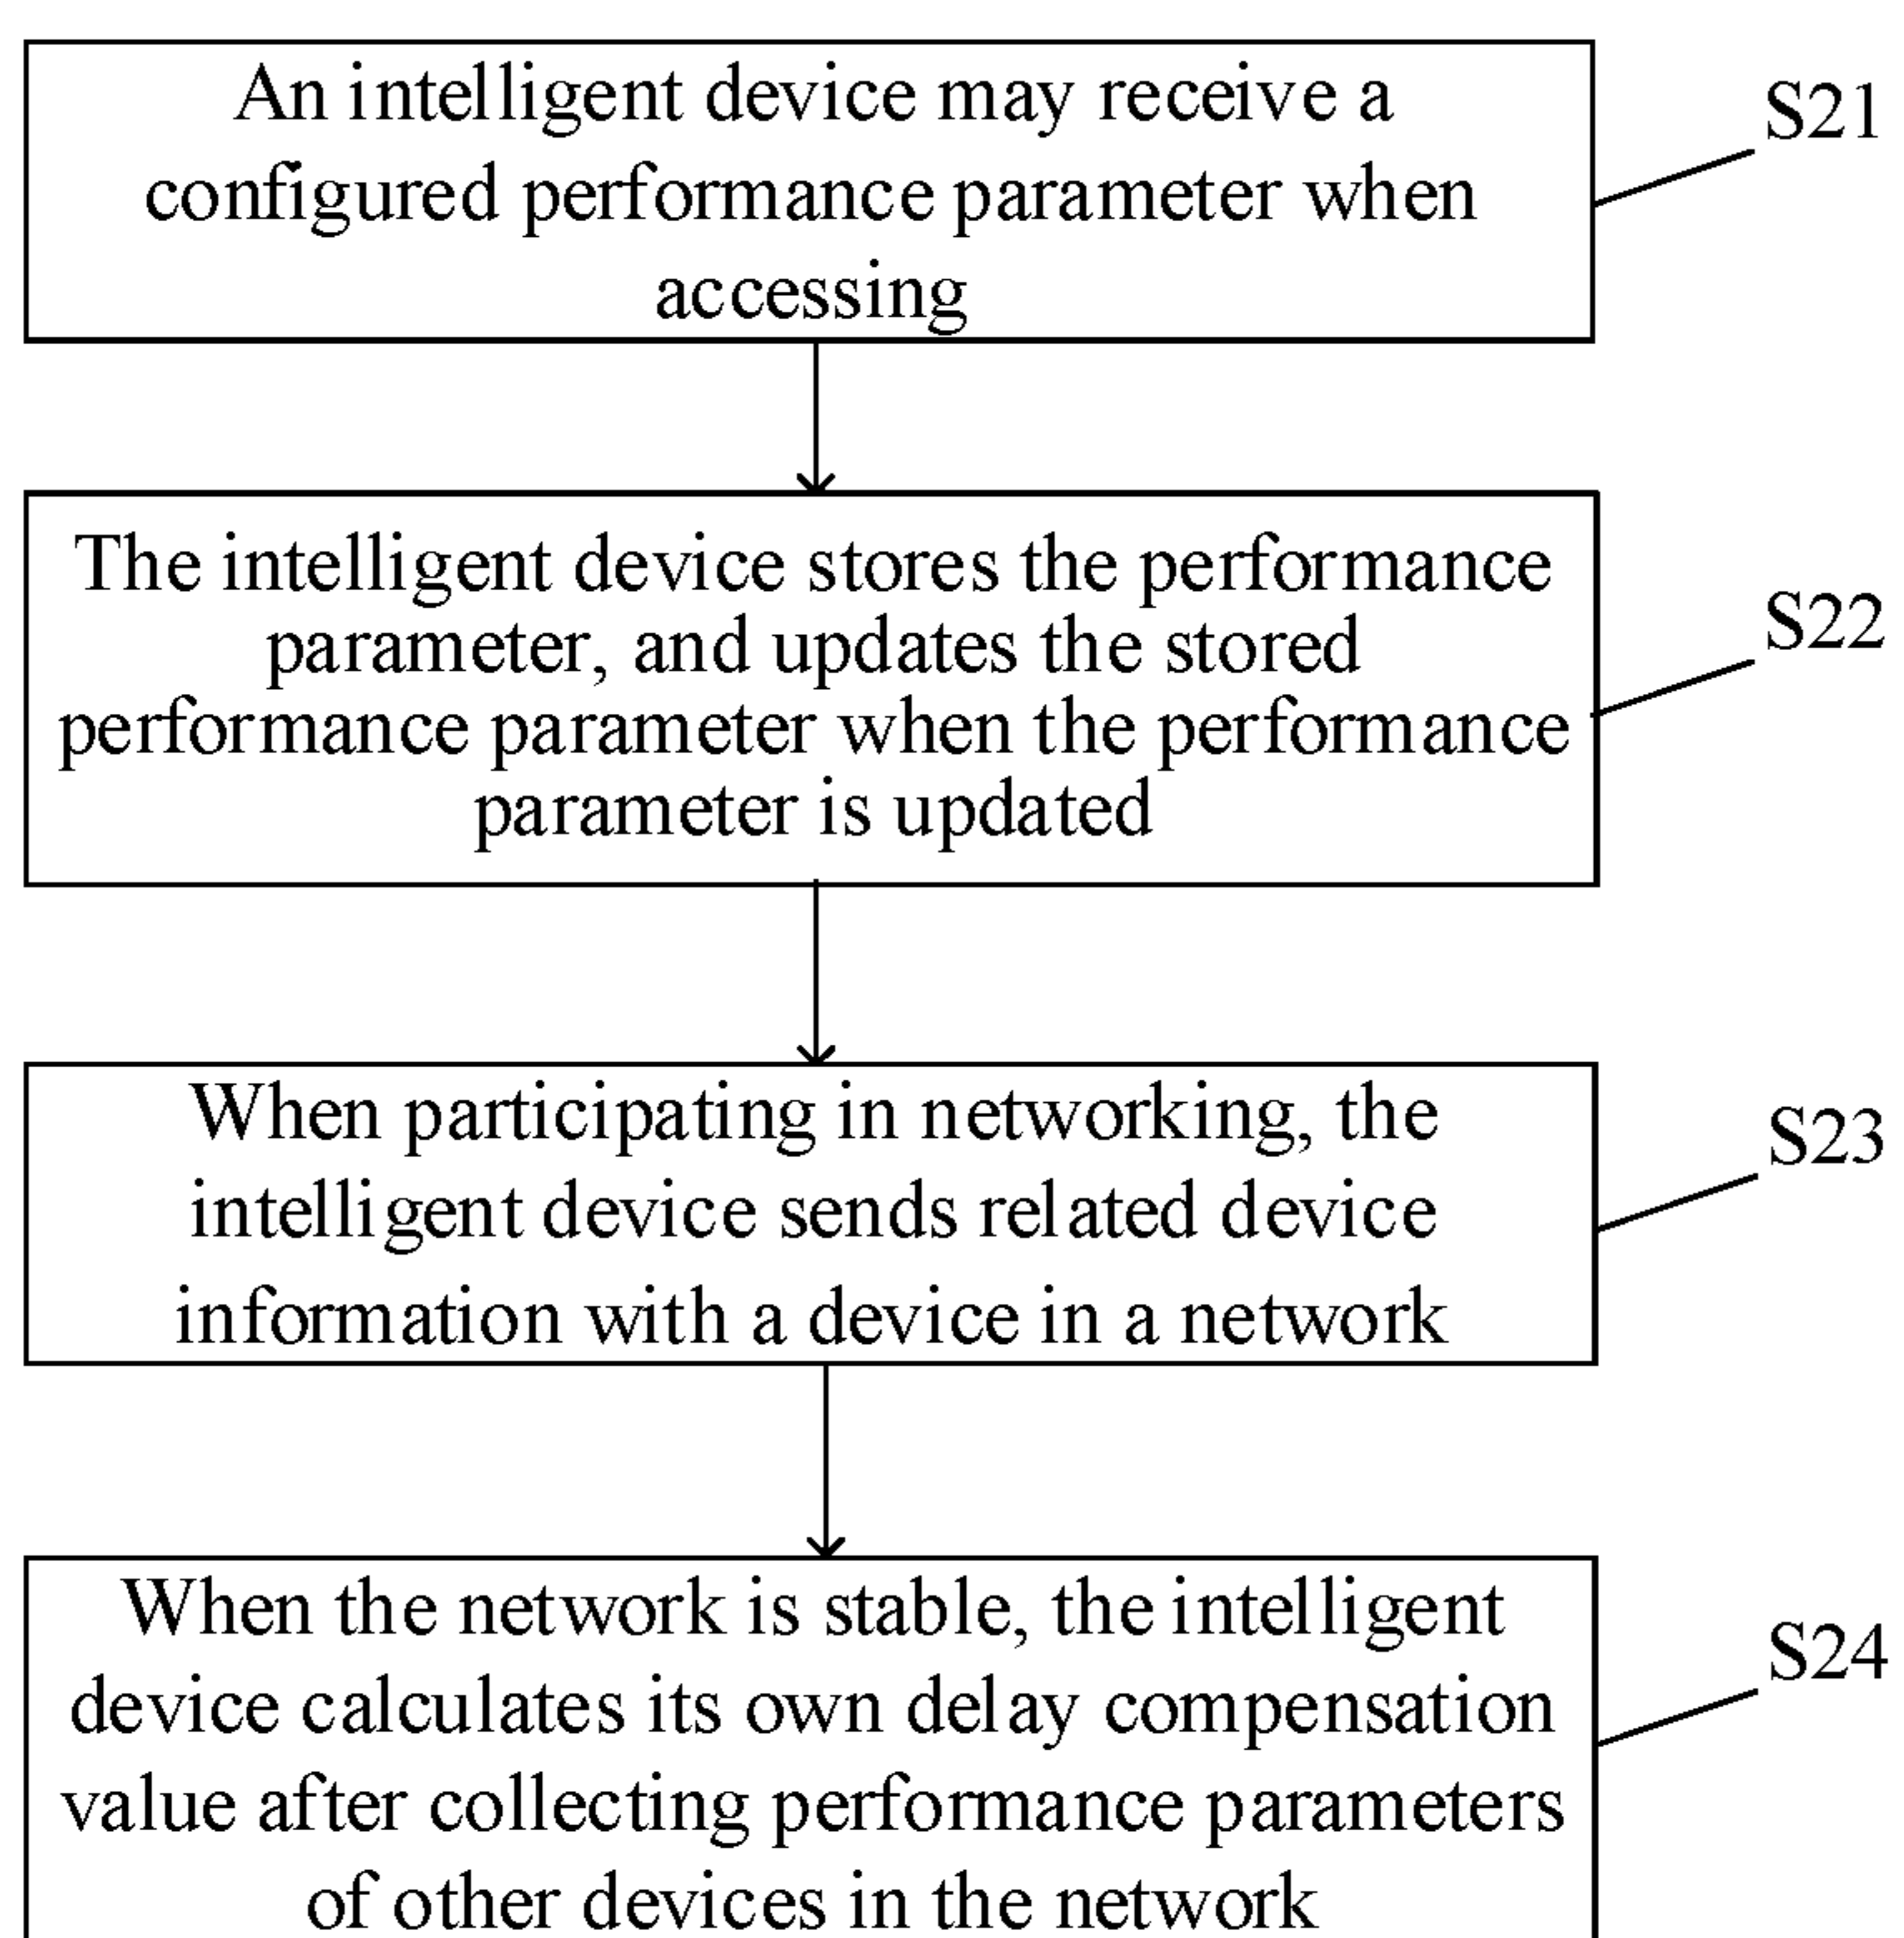 An intelligent device may receive a
configured performance parameter when
accessing
S21
The intelligent device stores the performance
parameter, and updates the stored
performance parameter when the performance
parameter is updated
S22
When participating in networking, the
intelligent device sends related device
information with a device in a network
S23
When the network is stable, the intelligent
device calculates its own delay compensation
value after collecting performance parameters
of other devices in the network
S24